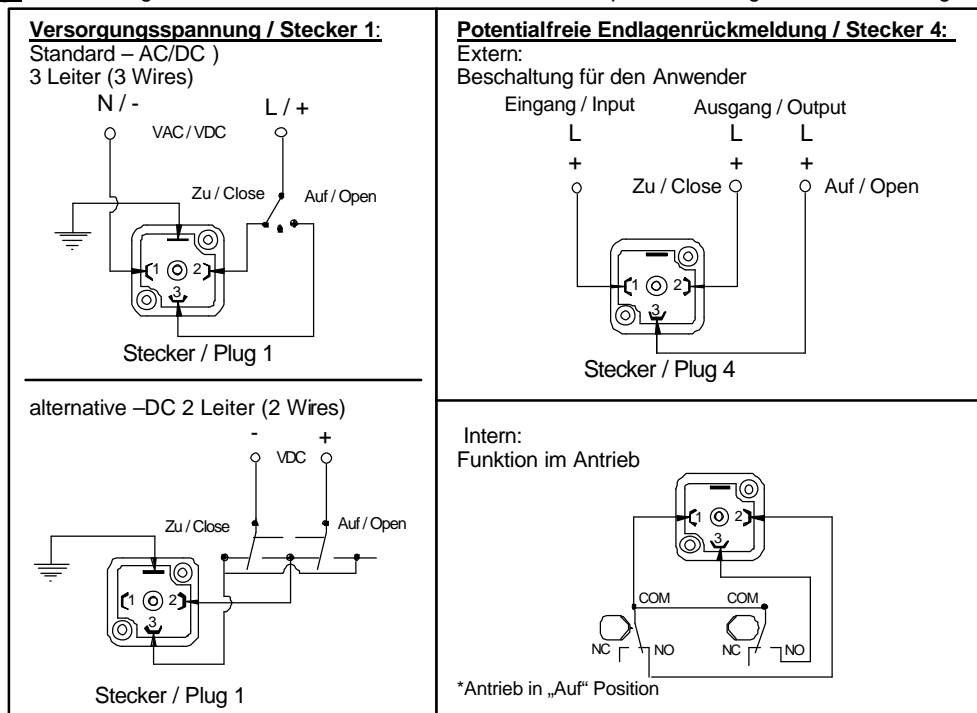 Versorgungsspannung / Stecker 1:
Standard – AC/DC )
3 Leiter (3 Wires)
N / -
L / +
VAC / VDC
Zu / Close
Auf / Open
1
2
3
Stecker / Plug 1
alternative –DC 2 Leiter (2 Wires)
-
+
VDC
Zu / Close
Auf / Open
1
2
3
Stecker / Plug 1
Potentialfreie Endlagenrückmeldung / Stecker 4:
Extern:
Beschaltung für den Anwender
Eingang / Input
Ausgang / Output
L
L
L
+
+
+
Zu / Close
Auf / Open
1
2
3
Stecker / Plug 4
Intern:
Funktion im Antrieb
1
2
3
COM
COM
NC
NO
NC
NO
*Antrieb in „Auf“ Position